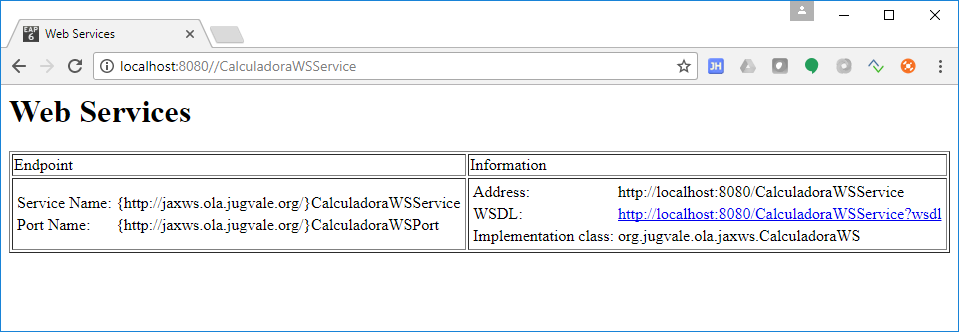 EAP 6 Web Services
localhost:8080//CalculadoraWSService
JH
Web Services
Endpoint Information
Service Name: {http://jaxws.ola.jugvale.org/}CalculadoraWSService
Port Name: {http://jaxws.ola.jugvale.org/}CalculadoraWSPort
Address: http://localhost:8080/CalculadoraWSService
WSDL: http://localhost:8080/CalculadoraWSService?wsdl
Implementation class: org.jugvale.ola.jaxws.CalculadoraWS